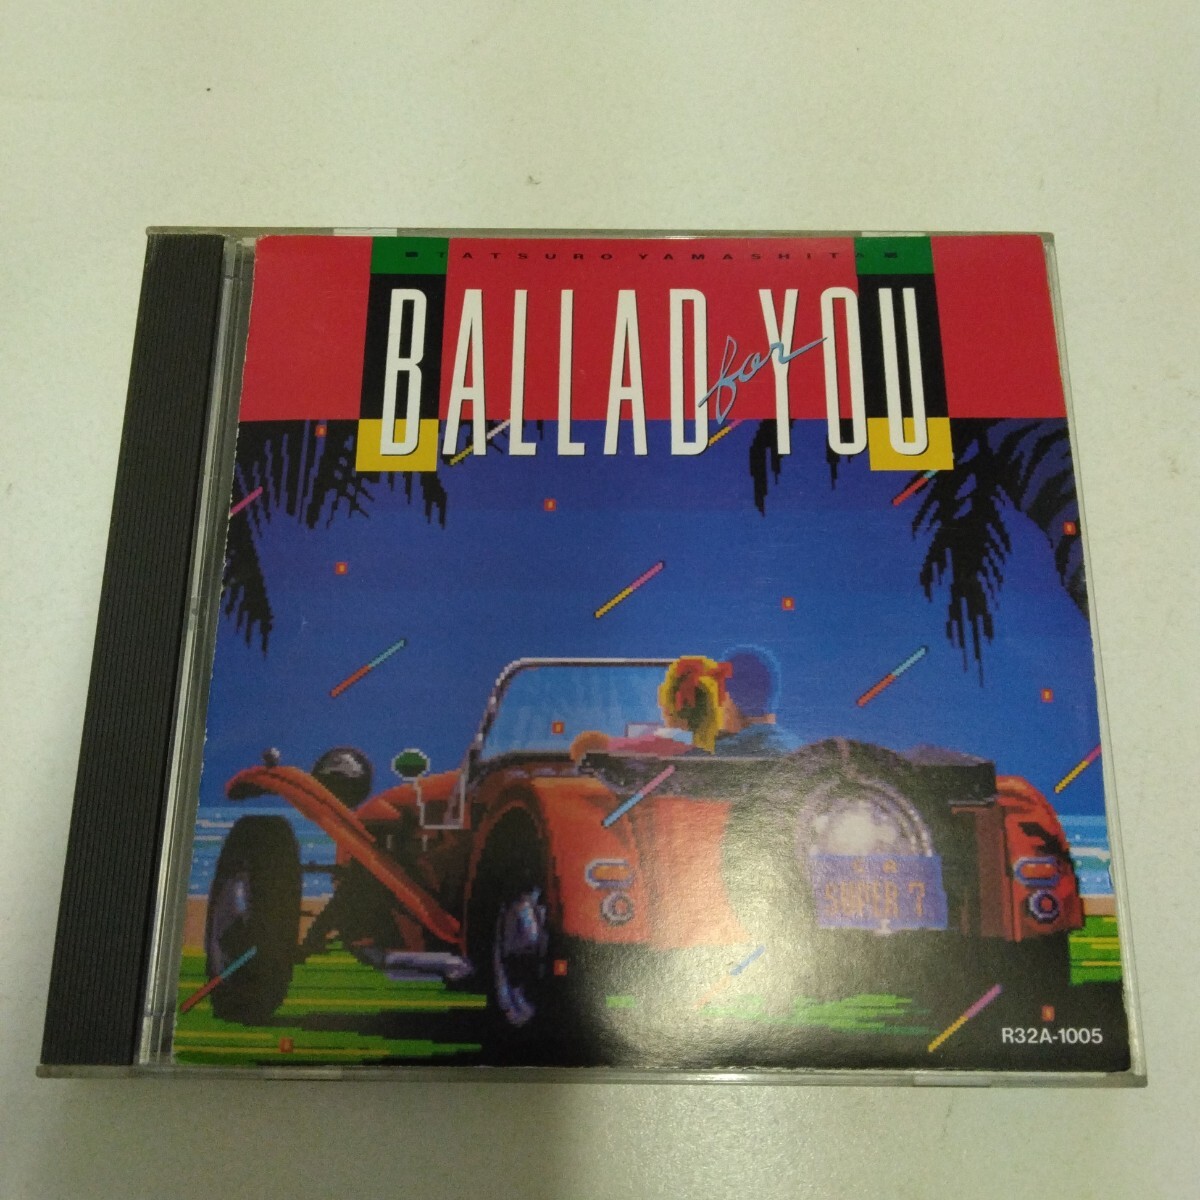 TATSURO YAMASHITA
BALLAD for YOU
SUPER 7
R32A-1005